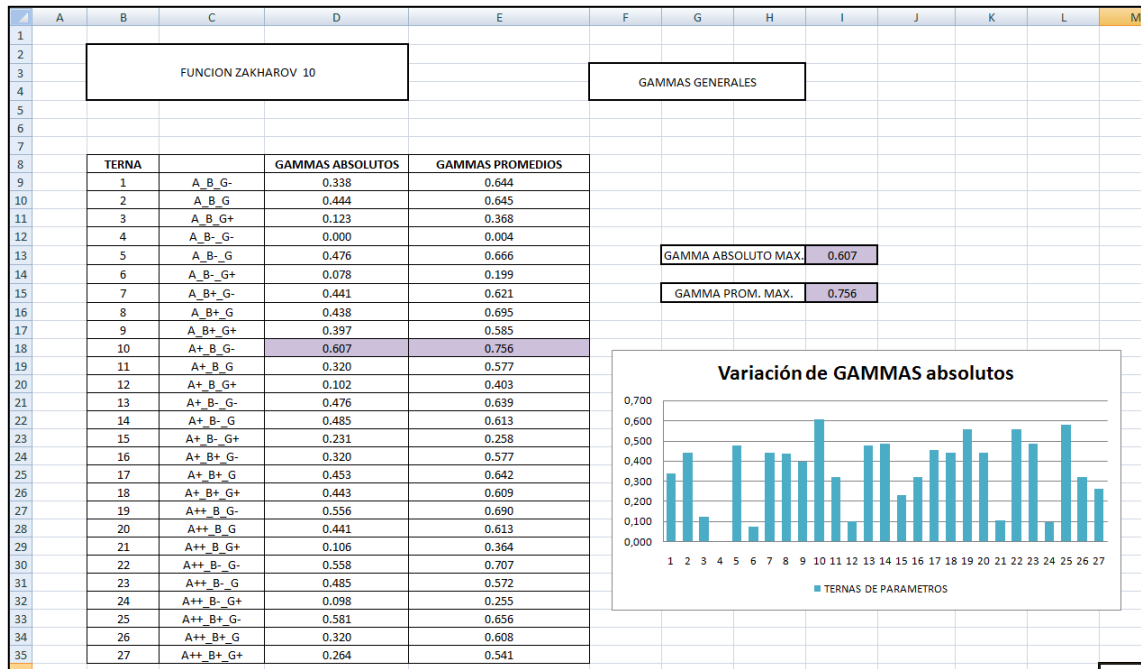 A B C D E F G H I J K L M
1
2
3 FUNCION ZAKHAROV 10 GAMMAS GENERALES
4
5
6
7
8 TERNA GAMMAS ABSOLUTOS GAMMAS PROMEDIOS
9 1 A_B_G- 0.338 0.644
10 2 A_B_G 0.444 0.645
11 3 A_B_G+ 0.123 0.368
12 4 A_B-_G- 0.000 0.004
13 5 A_B-_G 0.476 0.666 GAMMA ABSOLUTO MAX. 0.607
14 6 A_B-_G+ 0.078 0.199
15 7 A_B+_G- 0.441 0.621 GAMMA PROM. MAX. 0.756
16 8 A_B+_G 0.438 0.695
17 9 A_B+_G+ 0.397 0.585
18 10 A+_B_G- 0.607 0.756
19 11 A+_B_G 0.320 0.577
20 12 A+_B_G+ 0.102 0.403
21 13 A+_B-_G- 0.476 0.639
22 14 A+_B-_G 0.485 0.613
23 15 A+_B-_G+ 0.231 0.258
24 16 A+_B+_G- 0.320 0.577
25 17 A+_B+_G 0.453 0.642
26 18 A+_B+_G+ 0.443 0.609
27 19 A++_B_G- 0.556 0.690
28 20 A++_B_G 0.441 0.613
29 21 A++_B_G+ 0.106 0.364
30 22 A++_B-_G- 0.558 0.707
31 23 A++_B-_G 0.485 0.572
32 24 A++_B-_G+ 0.098 0.255
33 25 A++_B+_G- 0.581 0.656
34 26 A++_B+_G 0.320 0.608
35 27 A++_B+_G+ 0.264 0.541
Variación de GAMMAS absolutos
0,700
0,600
0,500
0,400
0,300
0,200
0,100
0,000
1 2 3 4 5 6 7 8 9 10 11 12 13 14 15 16 17 18 19 20 21 22 23 24 25 26 27
TERNAS DE PARAMETROS